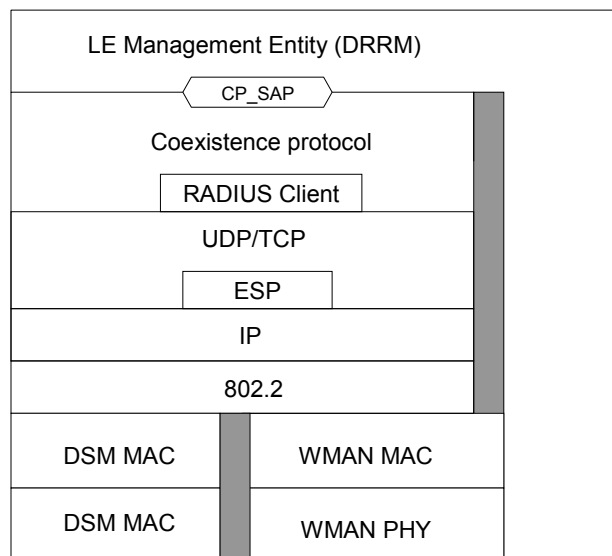 LE Management Entity (DRRM)
CP_SAP
Coexistence protocol
RADIUS Client
UDP/TCP
ESP
IP
802.2
DSM MAC
WMAN MAC
DSM MAC
WMAN PHY